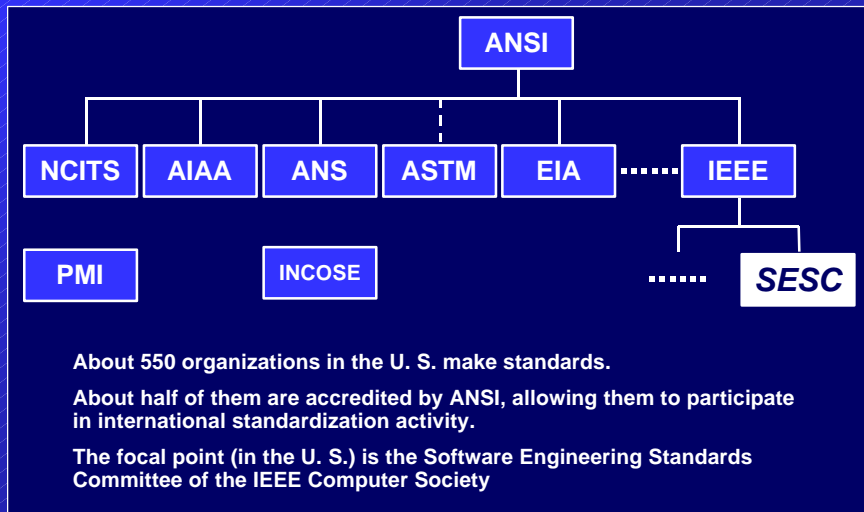 ANSI
NCITS AIAA ANS ASTM EIA IEEE
PMI INCOSE SESC
About 550 organizations in the U. S. make standards.
About half of them are accredited by ANSI, allowing them to participate
in international standardization activity.
The focal point (in the U. S.) is the Software Engineering Standards
Committee of the IEEE Computer Society